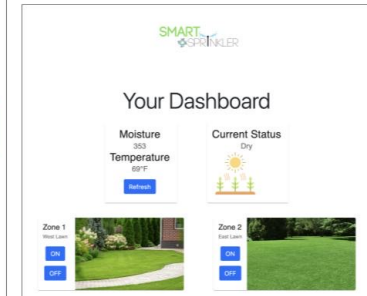 SMART
SPRINKLER
Your Dashboard
Moisture
353
Temperature
69°F
Refresh
Current Status
Dry
Zone 1
West Lawn
ON
OFF
Zone 2
East Lawn
ON
OFF